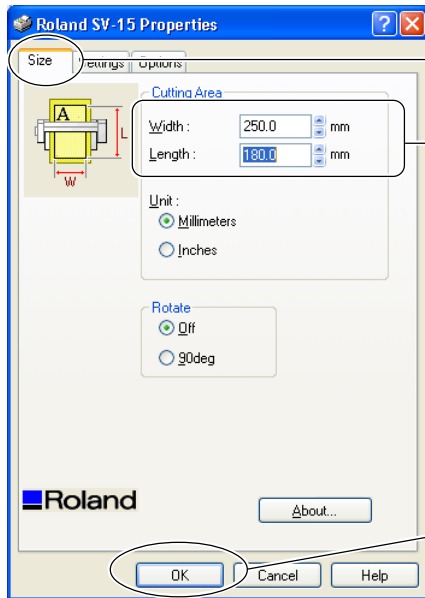 Roland SV-15 Properties
Size Settings Options
Cutting Area
A
L
W
Width : 250.0 mm
Length : 180.0 mm
Unit :
Millimeters
Inches
Rotate
Off
90deg
Roland
About...
OK Cancel Help